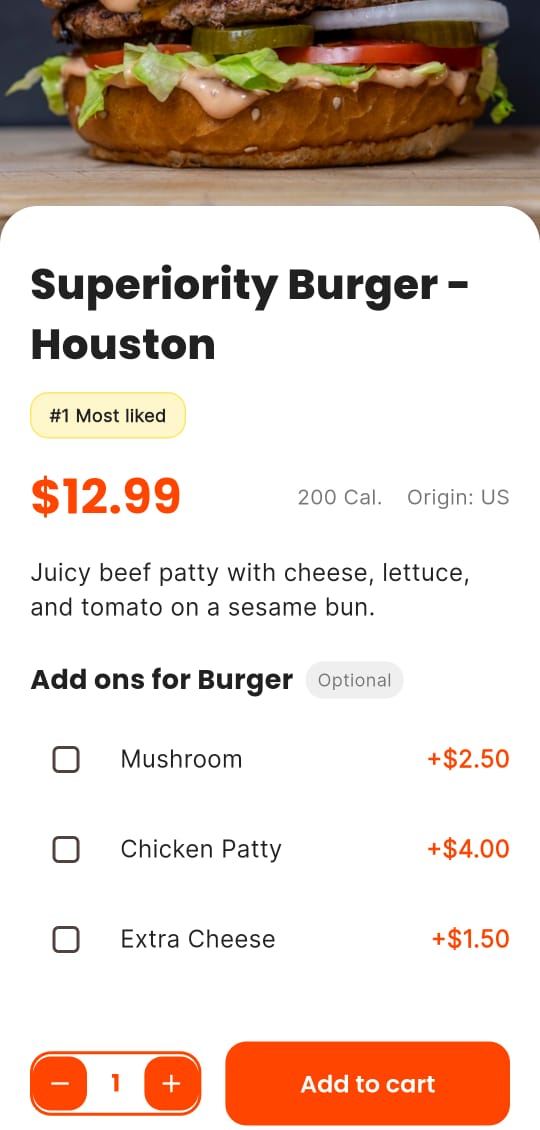 Superiority Burger -
Houston
#1 Most liked
$12.99
200 Cal.
Origin: US
Juicy beef patty with cheese, lettuce,
and tomato on a sesame bun.
Add ons for Burger
Optional
Mushroom
+$2.50
Chicken Patty
+$4.00
Extra Cheese
+$1.50
− 1 +
Add to cart